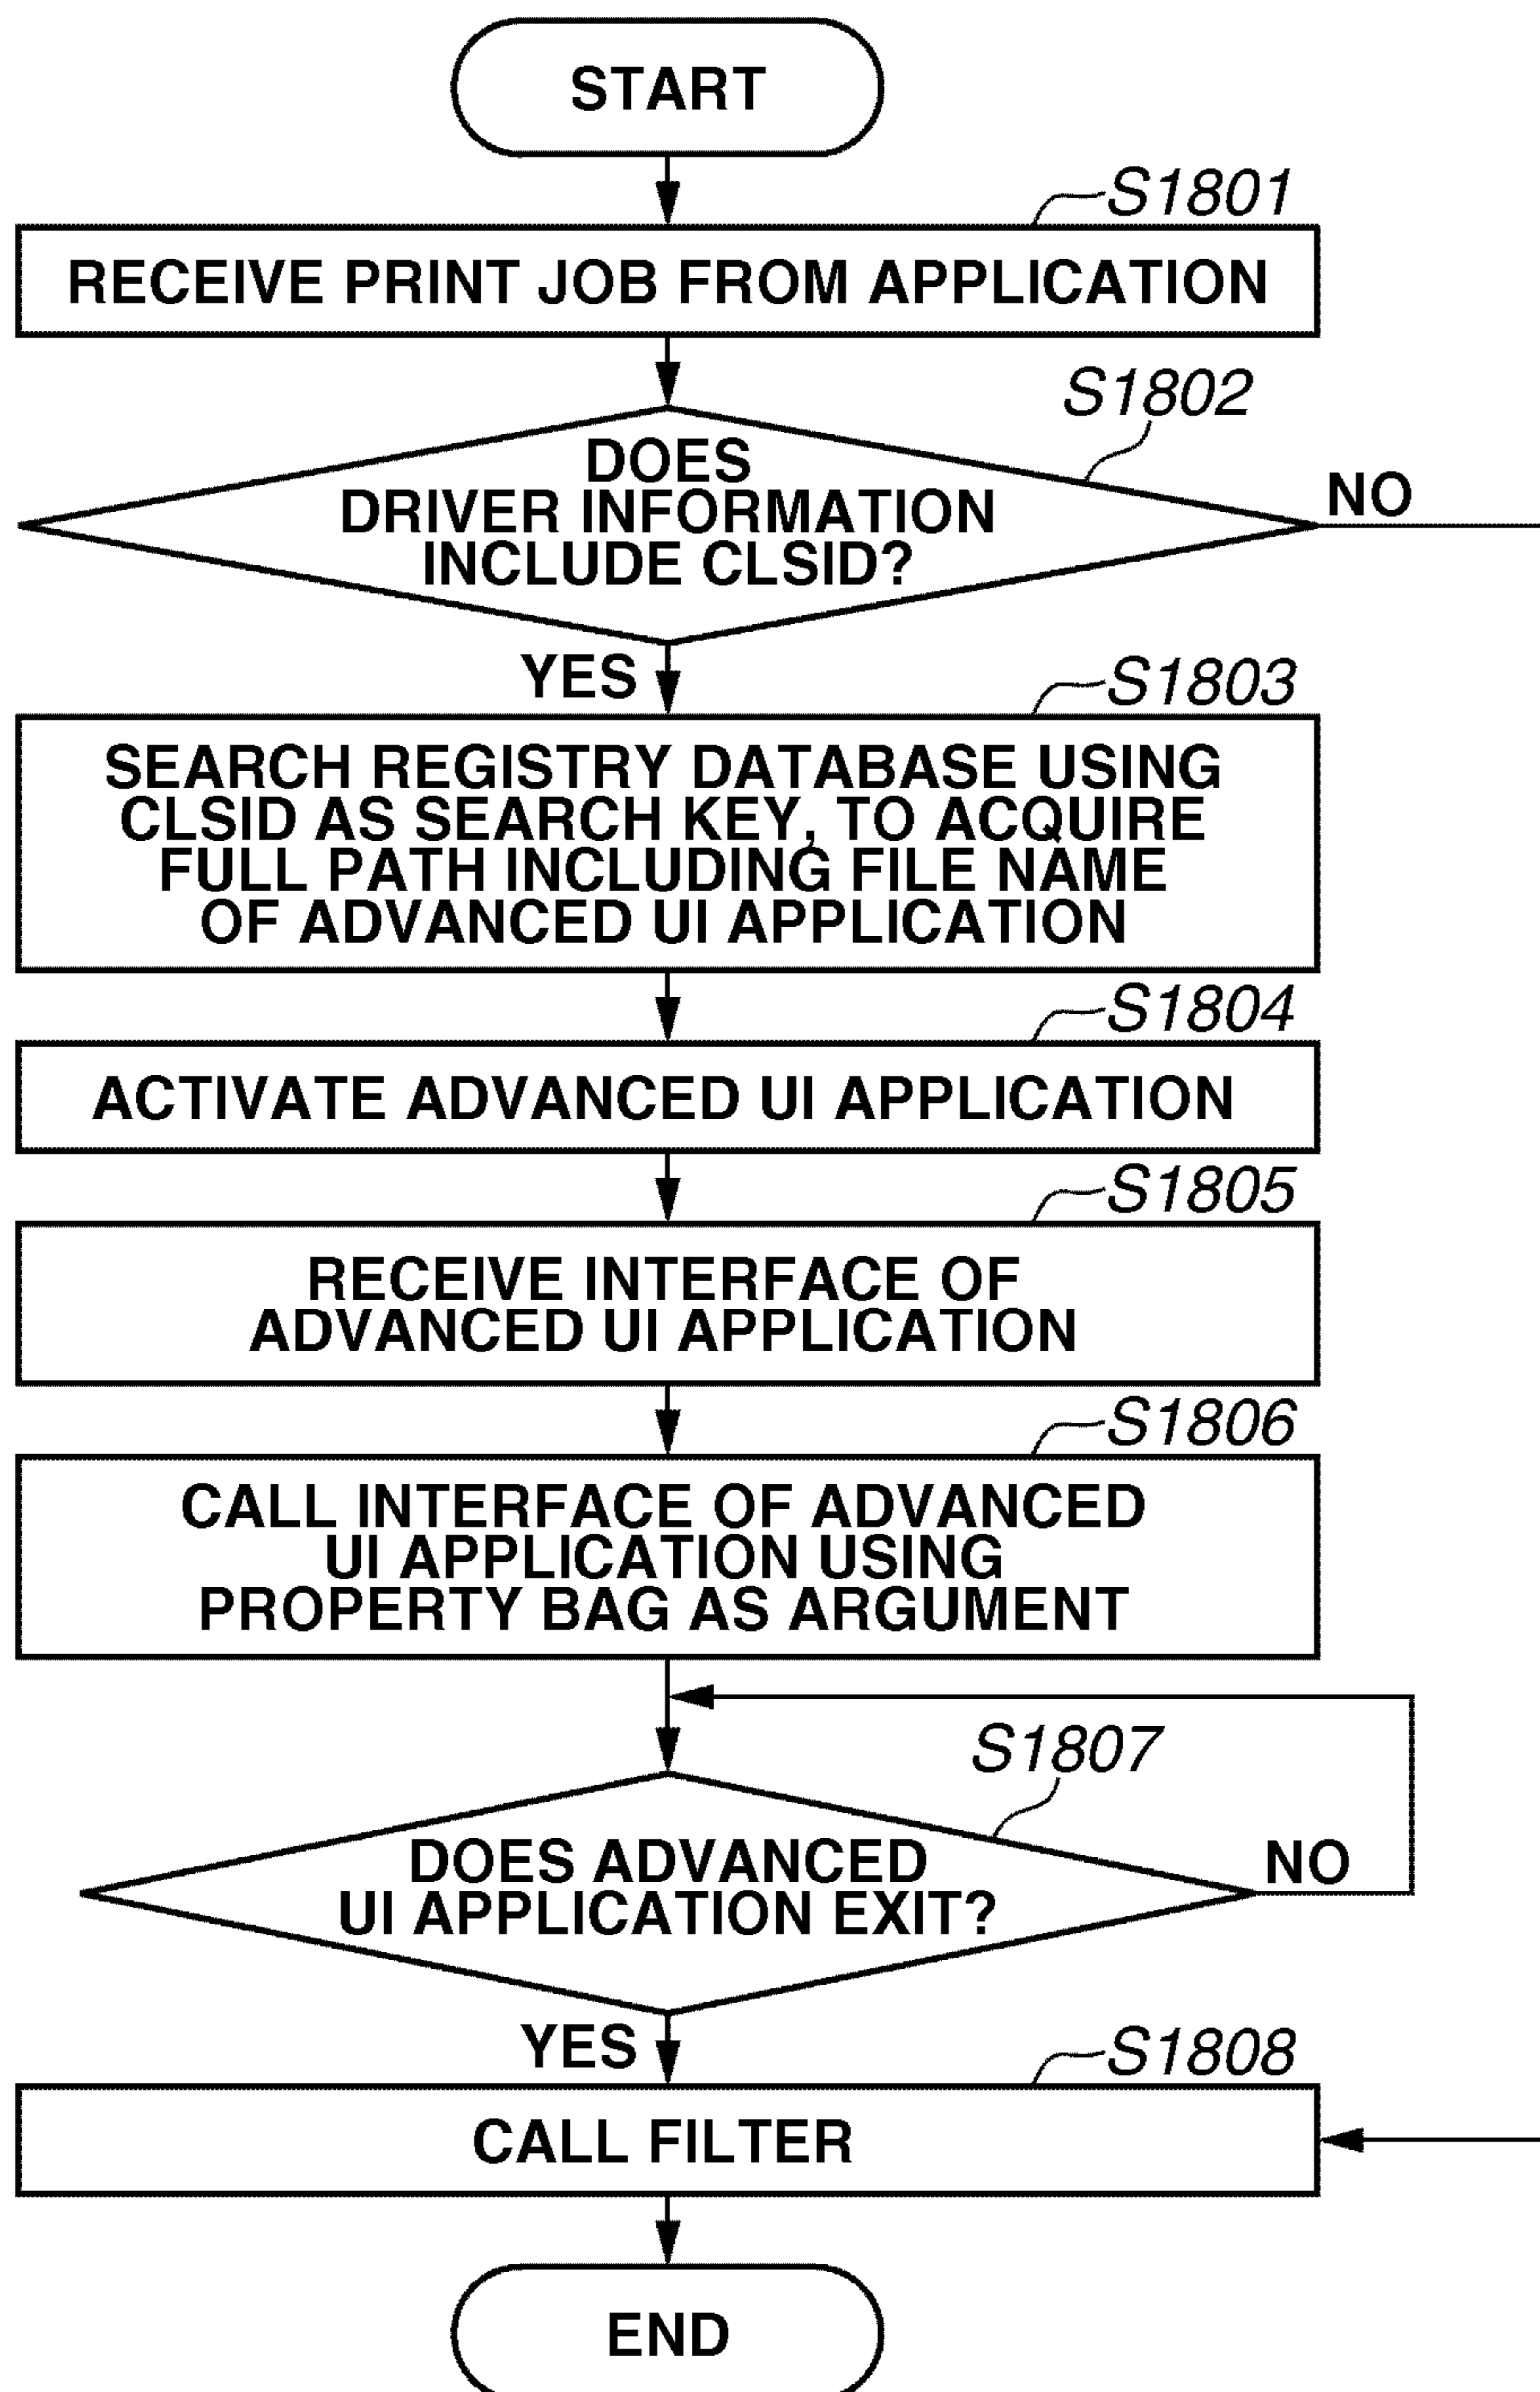 START
S1801
RECEIVE PRINT JOB FROM APPLICATION
S1802
DOES
DRIVER INFORMATION
INCLUDE CLSID?
NO
YES
S1803
SEARCH REGISTRY DATABASE USING
CLSID AS SEARCH KEY, TO ACQUIRE
FULL PATH INCLUDING FILE NAME
OF ADVANCED UI APPLICATION
S1804
ACTIVATE ADVANCED UI APPLICATION
S1805
RECEIVE INTERFACE OF
ADVANCED UI APPLICATION
S1806
CALL INTERFACE OF ADVANCED
UI APPLICATION USING
PROPERTY BAG AS ARGUMENT
S1807
DOES ADVANCED
UI APPLICATION EXIT?
NO
YES
S1808
CALL FILTER
END